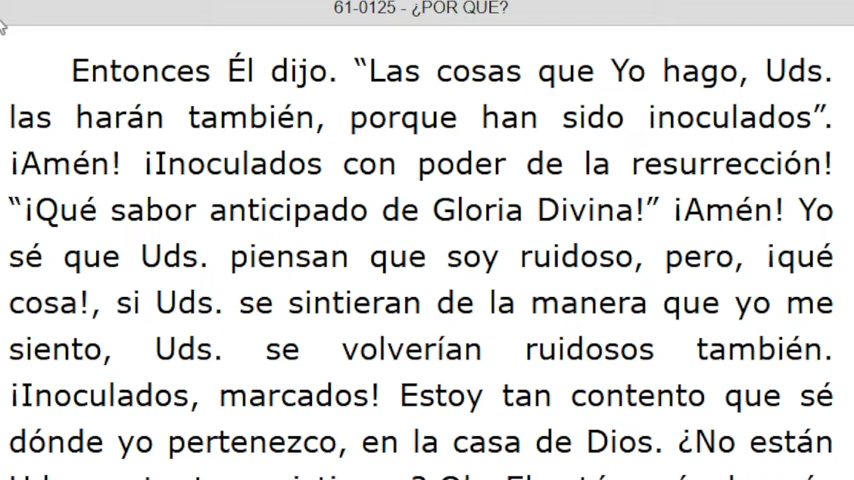 61-0125 - ¿POR QUE?
Entonces Él dijo. “Las cosas que Yo hago, Uds.
las harán también, porque han sido inoculados”.
¡Amén! ¡Inoculados con poder de la resurrección!
“¡Qué sabor anticipado de Gloria Divina!” ¡Amén! Yo
sé que Uds. piensan que soy ruidoso, pero, ¡qué
cosa!, si Uds. se sintieran de la manera que yo me
siento, Uds. se volverían ruidosos también.
¡Inoculados, marcados! Estoy tan contento que sé
dónde yo pertenezco, en la casa de Dios. ¿No están